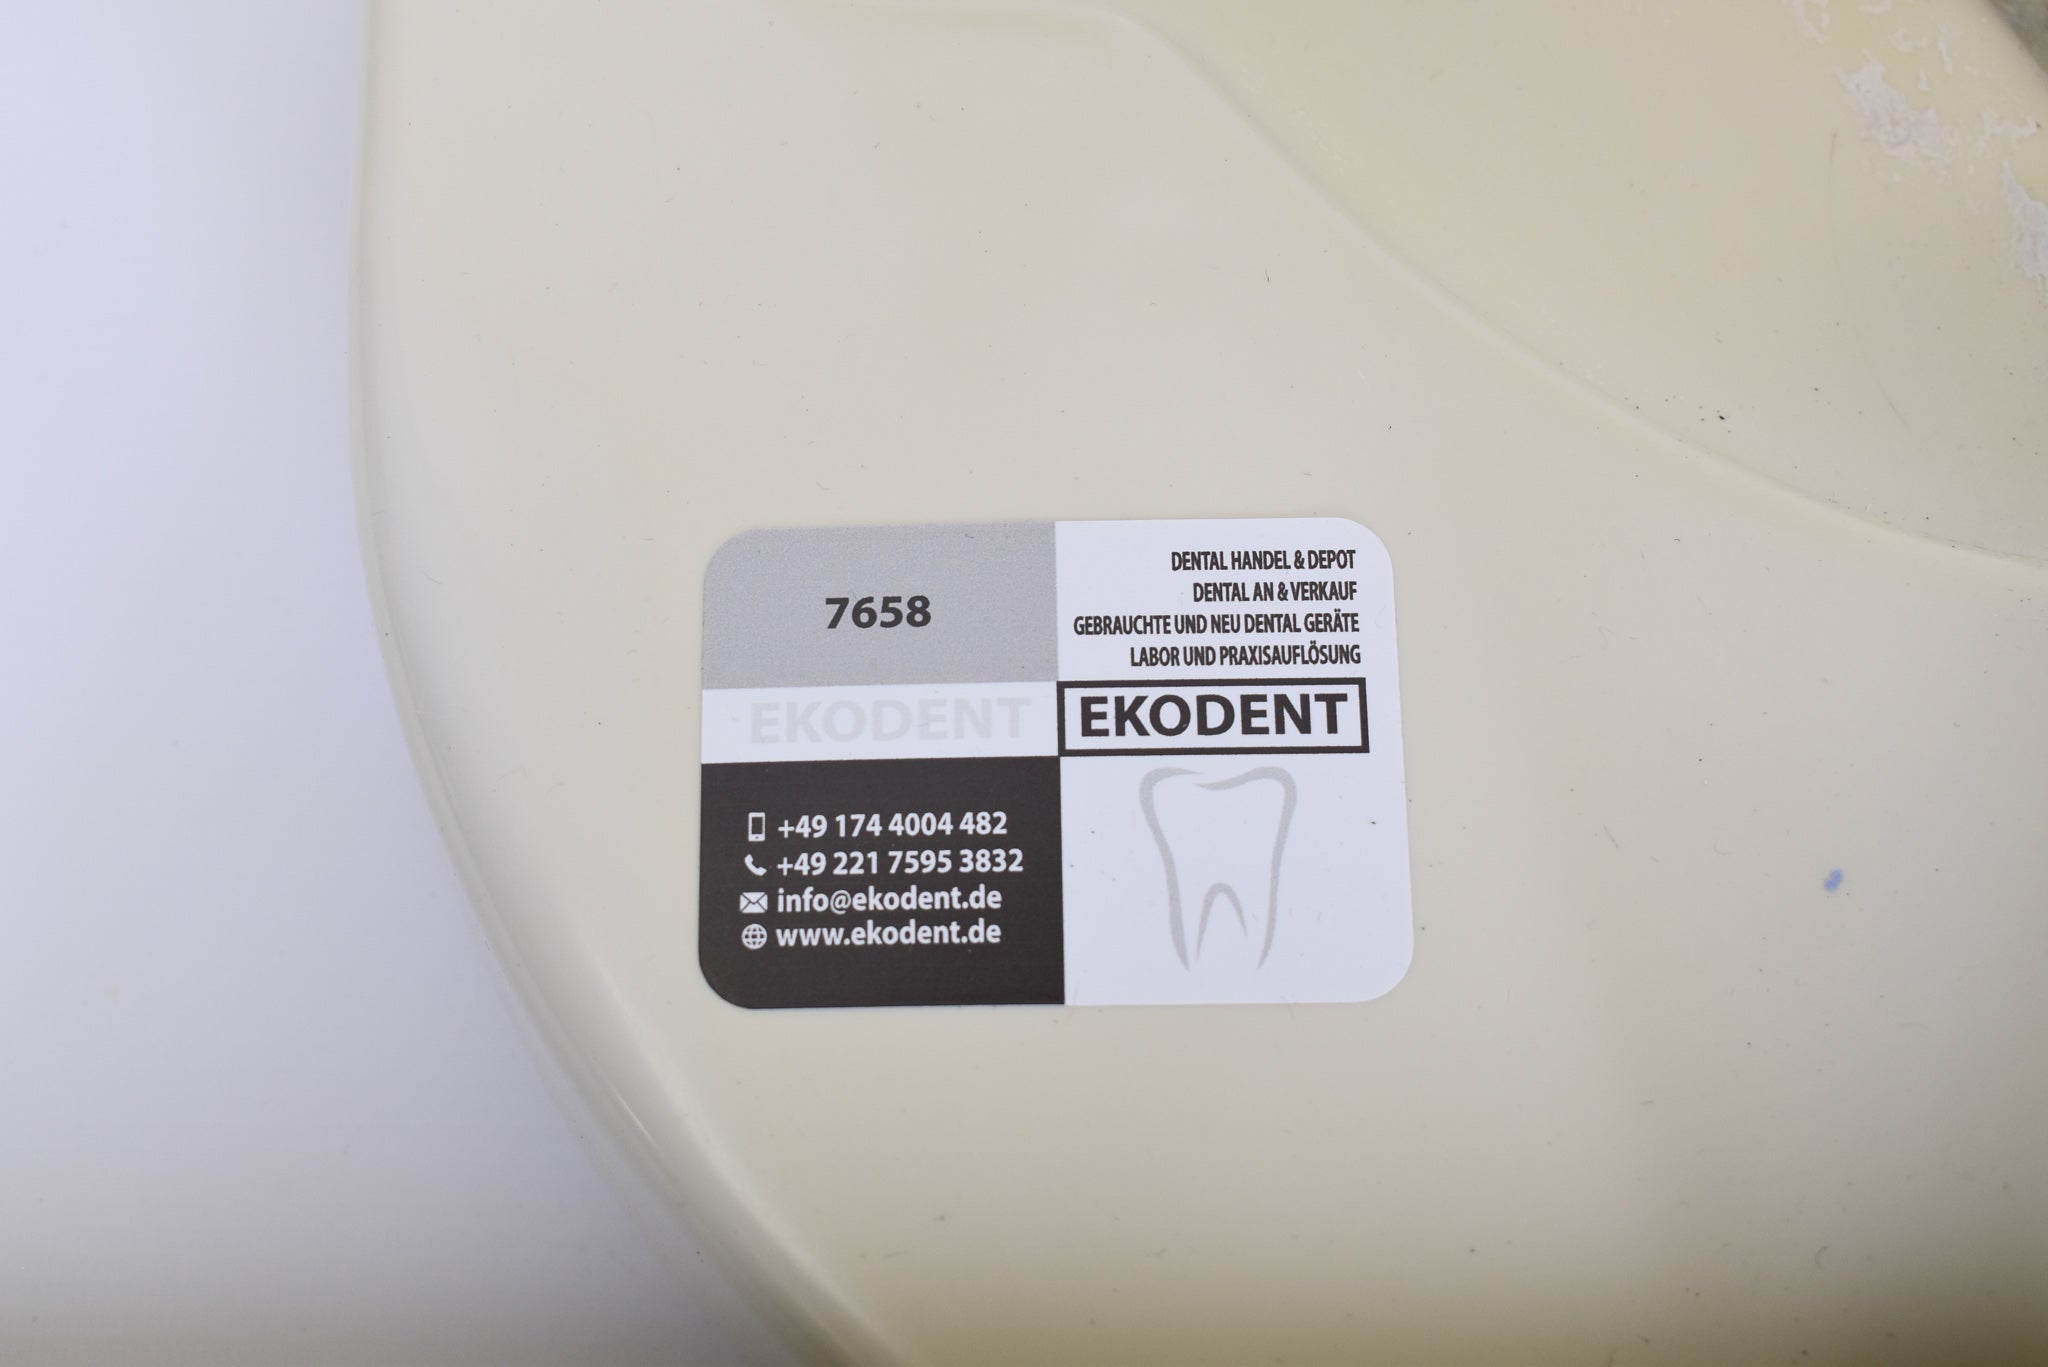 7658
EKODENT
+49 174 4004 482
+49 221 7595 3832
info@ekodent.de
www.ekodent.de
DENTAL HANDEL & DEPOT
DENTAL AN & VERKAUF
GEBRAUCHTE UND NEU DENTAL GERÄTE
LABOR UND PRAXISAUFLÖSUNG
EKODENT